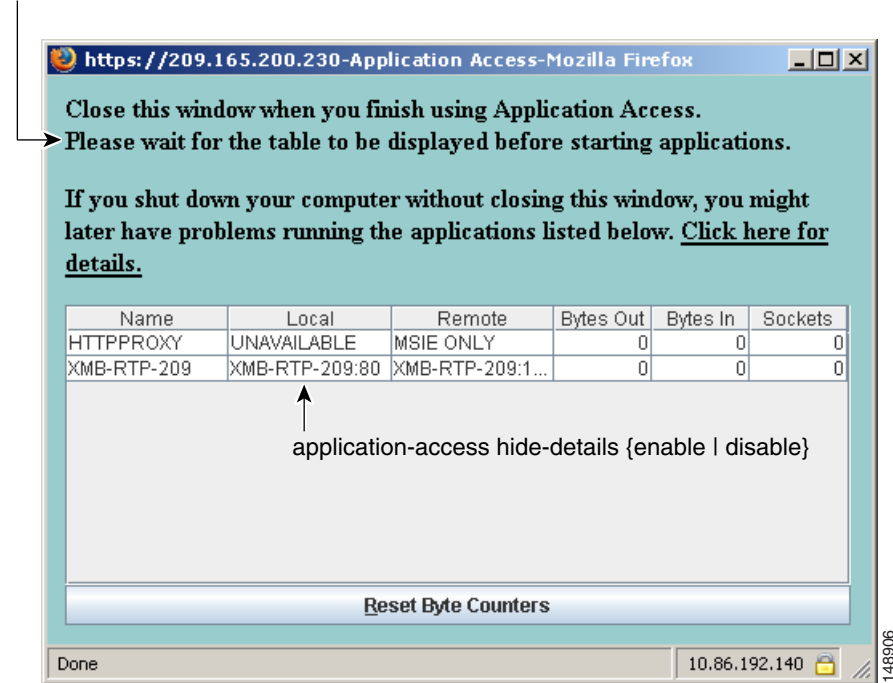 https://209.165.200.230-Application Access-Mozilla Firefox
Close this window when you finish using Application Access.
Please wait for the table to be displayed before starting applications.
If you shut down your computer without closing this window, you might
later have problems running the applications listed below. Click here for
details.
Name Local Remote Bytes Out Bytes In Sockets
HTTPPROXY UNAVAILABLE MSIE ONLY 0 0 0
XMB-RTP-209 XMB-RTP-209:80 XMB-RTP-209:1... 0 0 0
application-access hide-details {enable | disable}
Reset Byte Counters
Done 10.86.192.140
148906